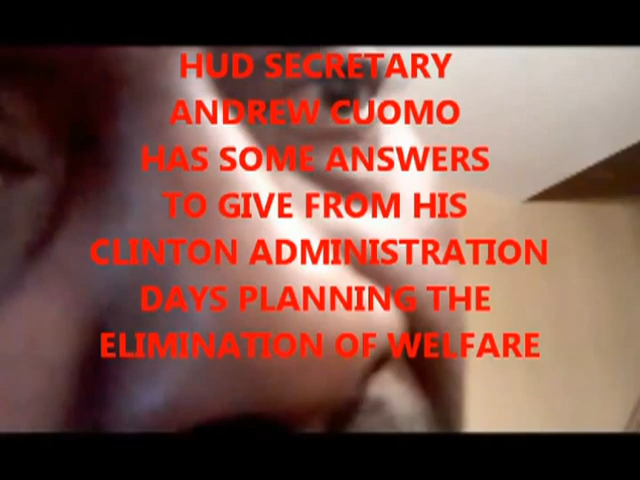 HUD SECRETARY
ANDREW CUOMO
HAS SOME ANSWERS
TO GIVE FROM HIS
CLINTON ADMINISTRATION
DAYS PLANNING THE
ELIMINATION OF WELFARE